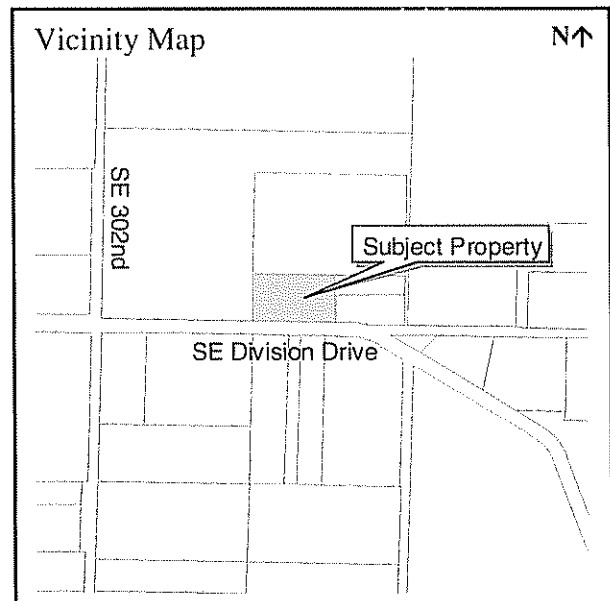 Vicinity Map
N↑
SE 302nd
Subject Property
SE Division Drive